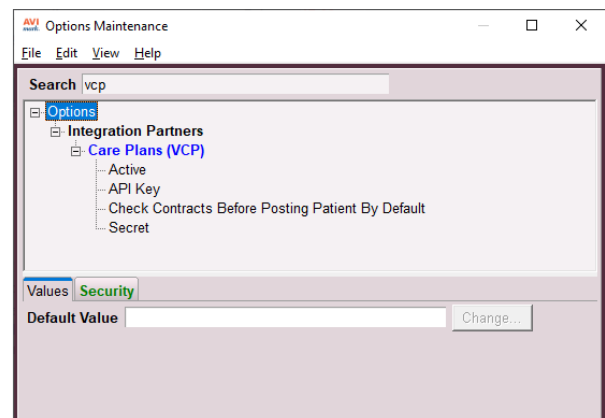 AVI mark. Options Maintenance
File Edit View Help
Search vcp
Options
Integration Partners
Care Plans (VCP)
Active
API Key
Check Contracts Before Posting Patient By Default
Secret
Values Security
Default Value Change...